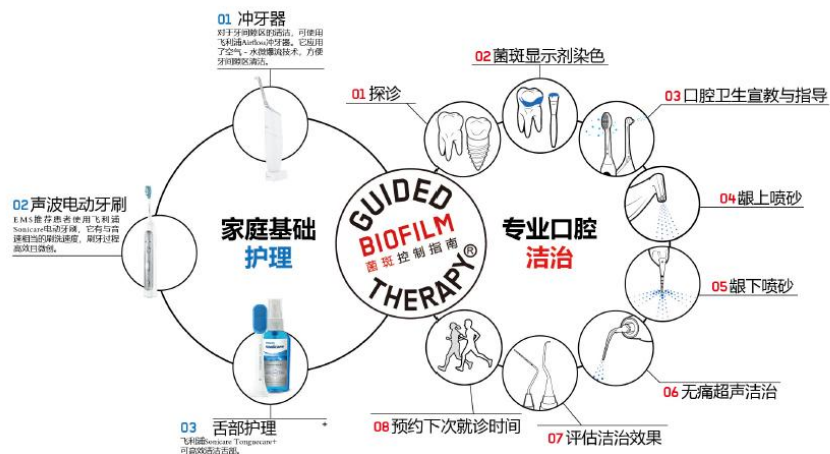 01 冲牙器
对于牙间隙区的清洁，可使用
飞利浦Airfloss冲牙器。它应用
了空气-水微爆流技术，方便
牙间隙区清洁。
02 声波电动牙刷
EMS推荐患者使用飞利浦
Sonicare电动牙刷，它有与音
速相当的刷洗速度，刷牙过程
高效且微创。
03 舌部护理
飞利浦Sonicare Tonguecare+
可高效清洁舌部。
*
家庭基础
护理
sonicare
GUIDED
BIOFILM
菌斑控制指南
THERAPY®
专业口腔
洁治
01 探诊
02 菌斑显示剂染色
03 口腔卫生宣教与指导
04 龈上喷砂
05 龈下喷砂
06 无痛超声洁治
07 评估洁治效果
08 预约下次就诊时间